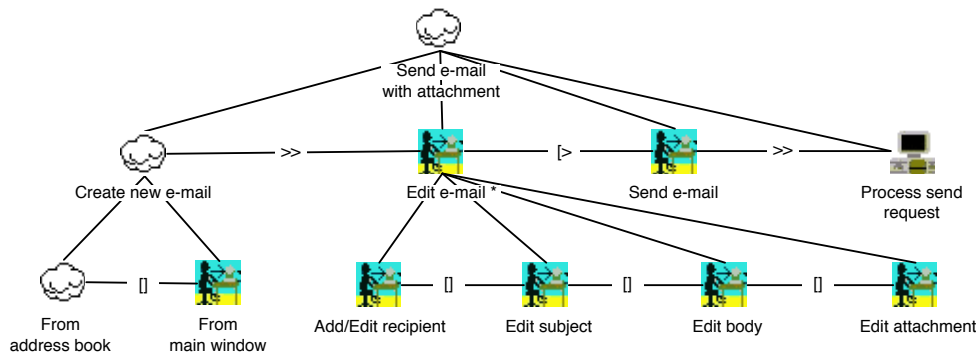 Send e-mail
with attachment
>>
[>
>>
Create new e-mail
Edit e-mail *
Send e-mail
Process send
request
[]
[]
[]
[]
From
address book
From
main window
Add/Edit recipient
Edit subject
Edit body
Edit attachment